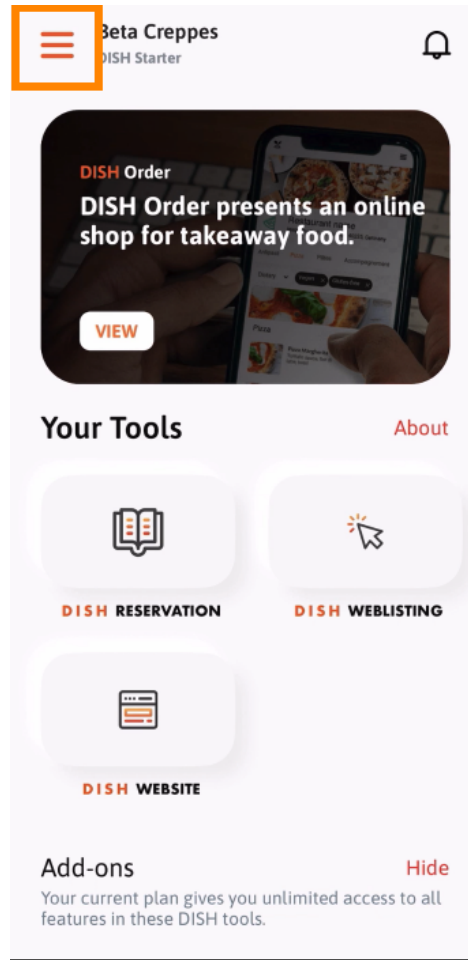 Beta Creppes
DISH Starter
DISH Order
DISH Order presents an online
shop for takeaway food.
VIEW
Your Tools
About
DISH RESERVATION
DISH WEBLISTING
DISH WEBSITE
Add-ons
Hide
Your current plan gives you unlimited access to all
features in these DISH tools.